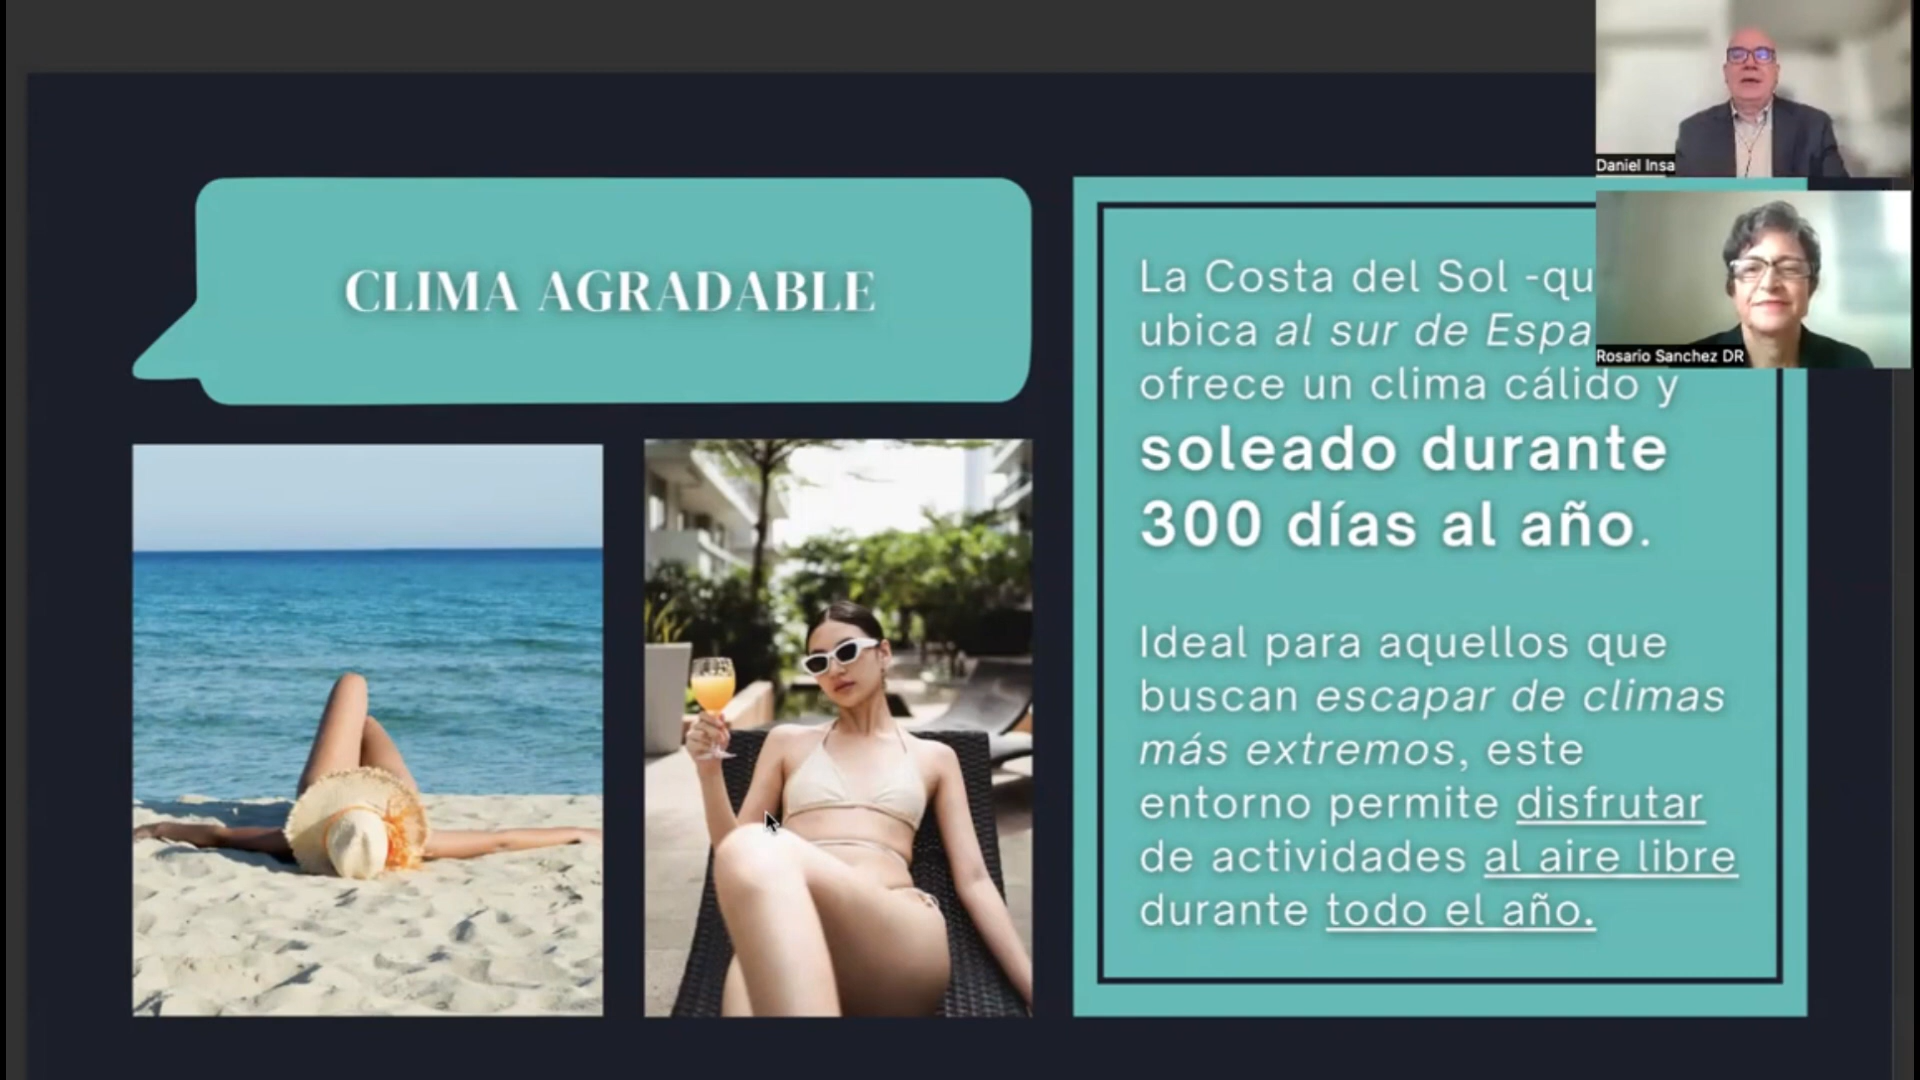 CLIMA AGRADABLE
La Costa del Sol -qu
ubica al sur de Espa
ofrece un clima cálido y
soleado durante
300 días al año.
Ideal para aquellos que
buscan escapar de climas
más extremos, este
entorno permite disfrutar
de actividades al aire libre
durante todo el año.
Daniel Insa
Rosario Sanchez DR